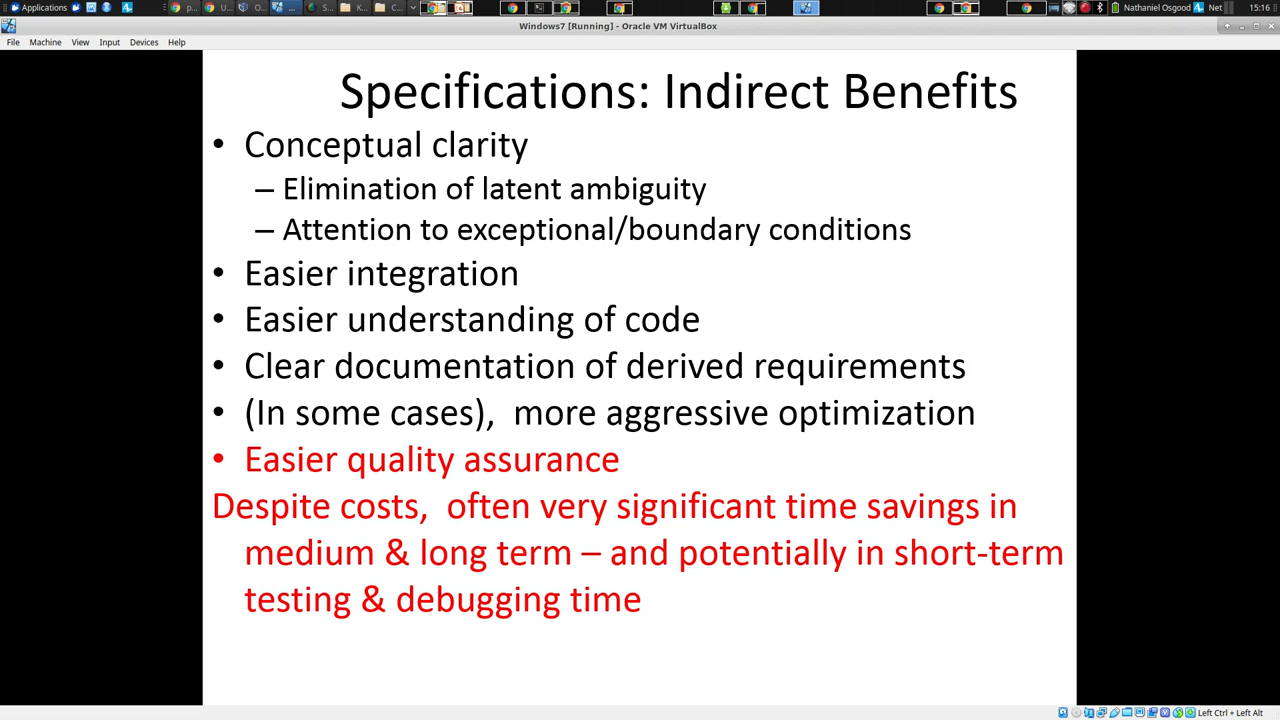 Applications
p...
U...
O...
...
S...
K...
C...
Nathaniel Osgood
Net
15:16
Windows7 [Running] - Oracle VM VirtualBox
File Machine View Input Devices Help
Specifications: Indirect Benefits
• Conceptual clarity
– Elimination of latent ambiguity
– Attention to exceptional/boundary conditions
• Easier integration
• Easier understanding of code
• Clear documentation of derived requirements
• (In some cases), more aggressive optimization
• Easier quality assurance
Despite costs, often very significant time savings in
medium & long term – and potentially in short-term
testing & debugging time
Left Ctrl + Left Alt